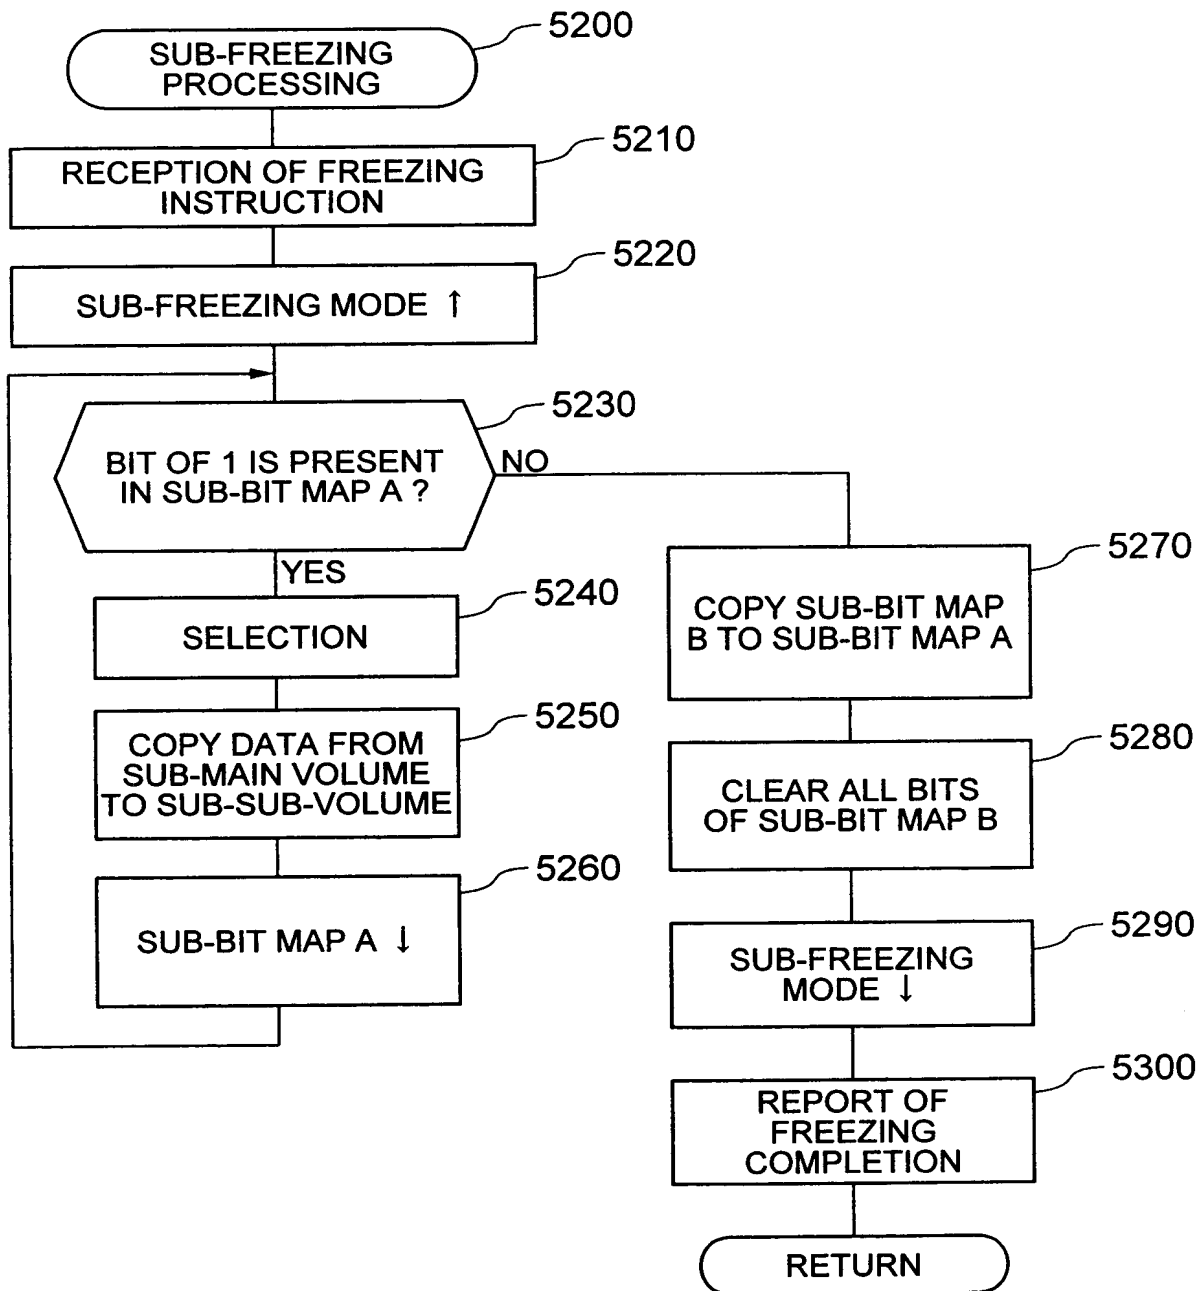 5200
SUB-FREEZING
PROCESSING
5210
RECEPTION OF FREEZING
INSTRUCTION
5220
SUB-FREEZING MODE ↑
5230
BIT OF 1 IS PRESENT
IN SUB-BIT MAP A ?
NO
YES
5240
SELECTION
5250
COPY DATA FROM
SUB-MAIN VOLUME
TO SUB-SUB-VOLUME
5260
SUB-BIT MAP A ↓
5270
COPY SUB-BIT MAP
B TO SUB-BIT MAP A
5280
CLEAR ALL BITS
OF SUB-BIT MAP B
5290
SUB-FREEZING
MODE ↓
5300
REPORT OF
FREEZING
COMPLETION
RETURN